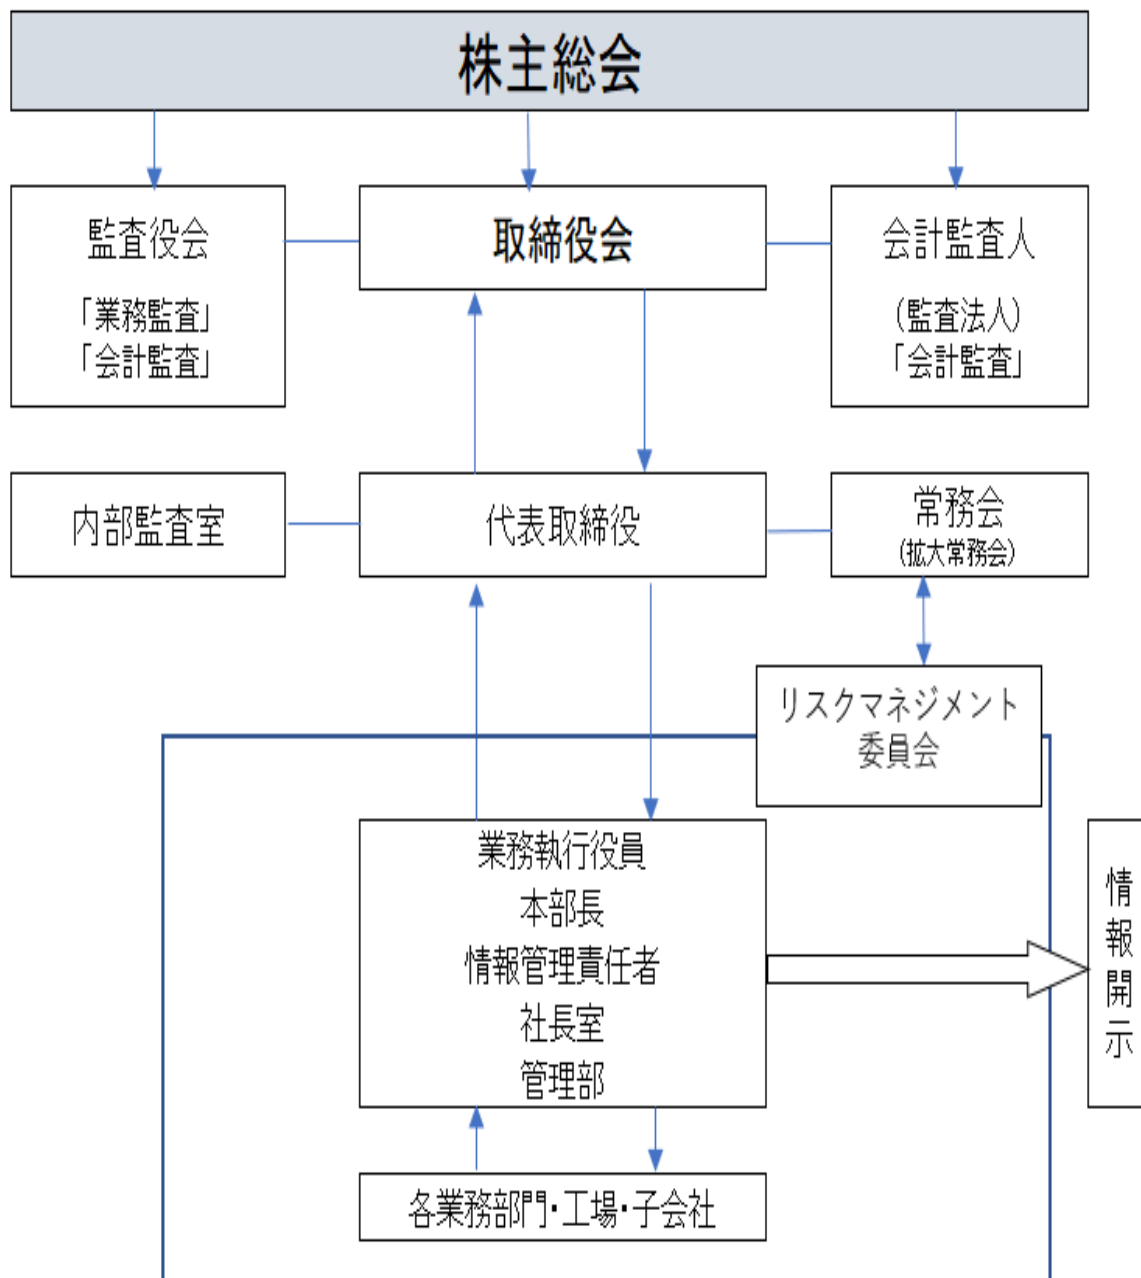 株主総会
監査役会
「業務監査」
「会計監査」
取締役会
会計監査人
(監査法人)
「会計監査」
内部監査室
代表取締役
常務会
(拡大常務会)
リスクマネジメント
委員会
業務執行役員
本部長
情報管理責任者
社長室
管理部
情報開示
各業務部門・工場・子会社